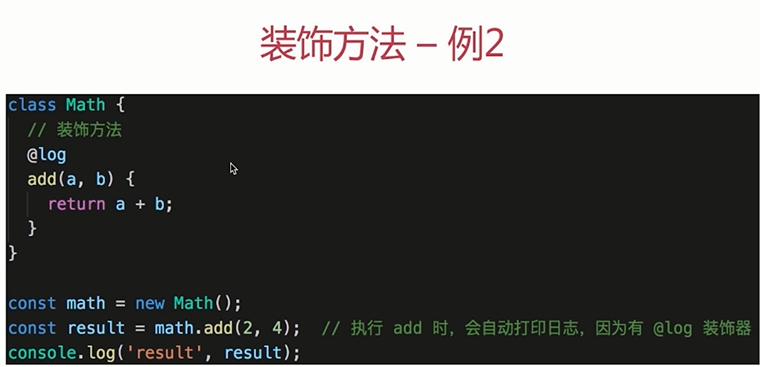 装饰方法 – 例2
class Math {
  // 装饰方法
  @log
  add(a, b) {
    return a + b;
  }
}
const math = new Math();
const result = math.add(2, 4);  // 执行 add 时，会自动打印日志，因为有 @log 装饰器
console.log('result', result);